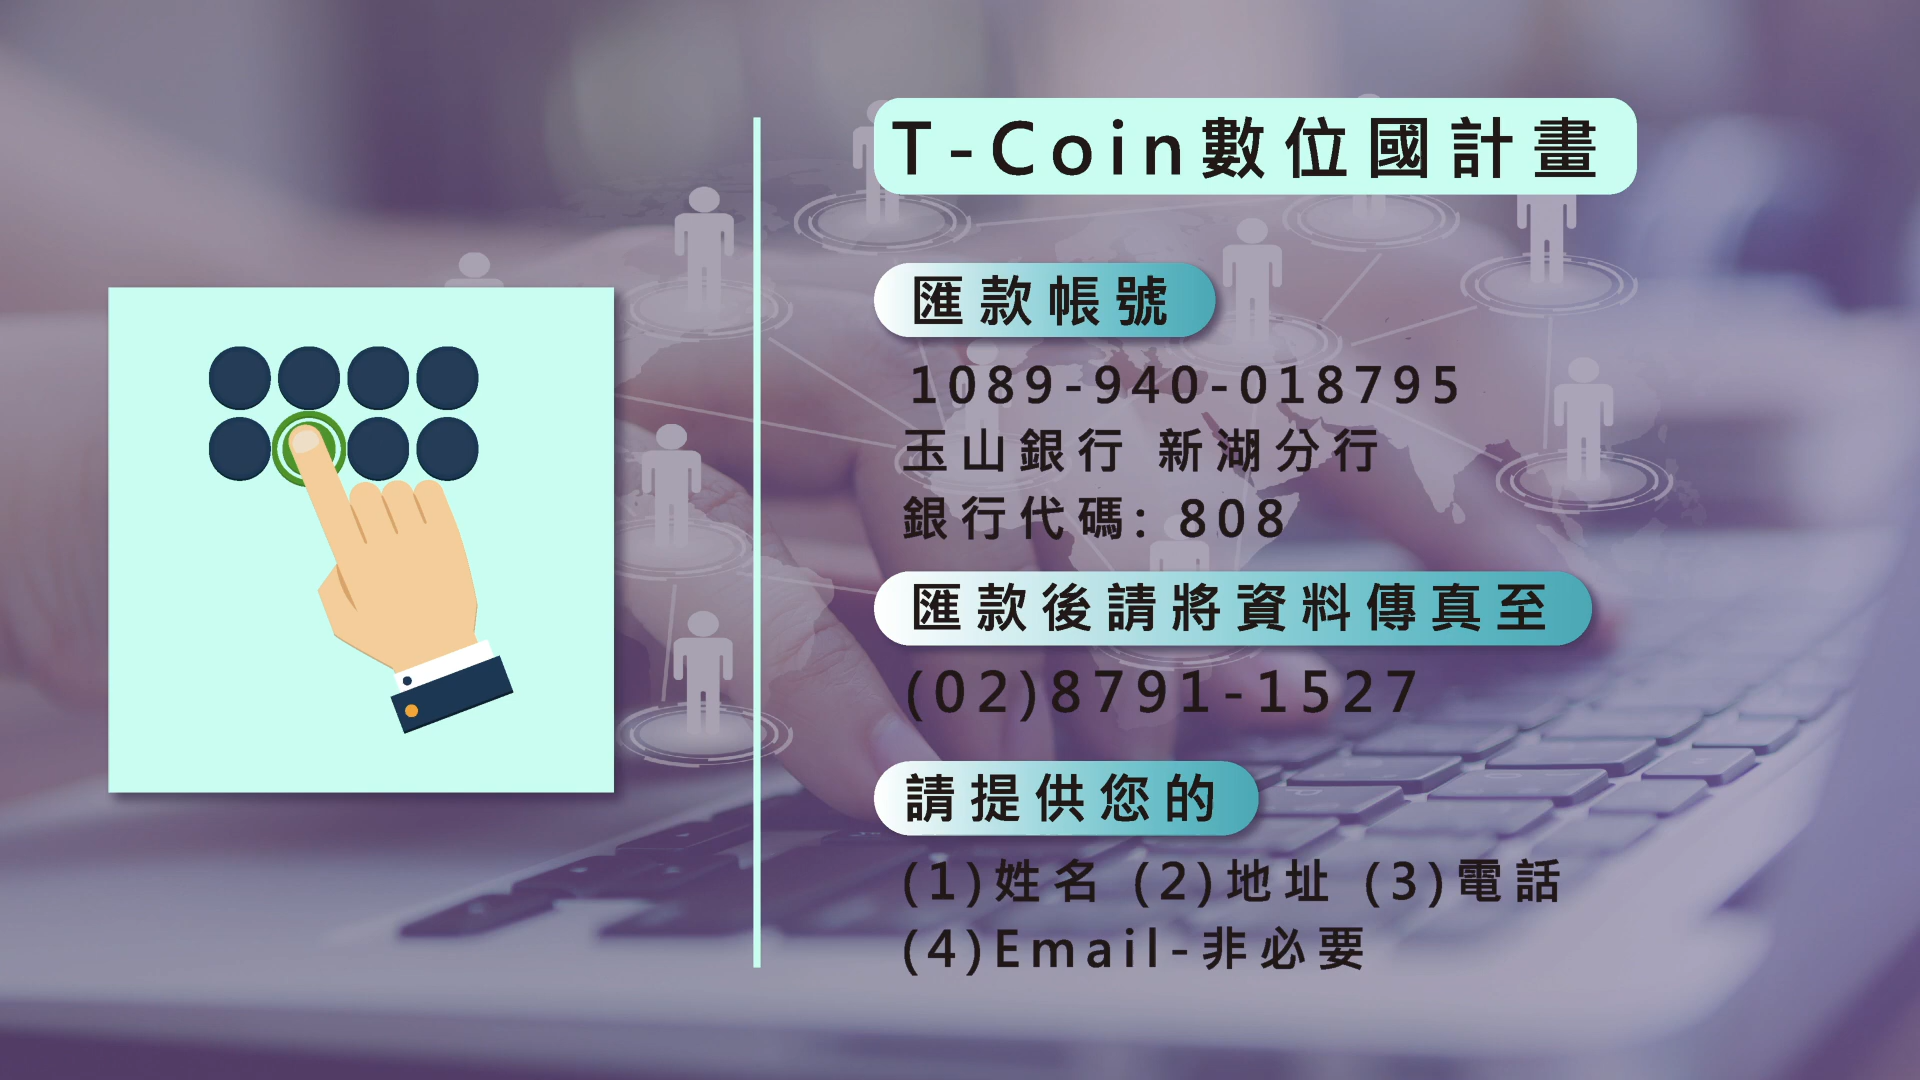 T-Coin數位國計畫
匯款帳號
1089-940-018795
玉山銀行 新湖分行
銀行代碼: 808
匯款後請將資料傳真至
(02)8791-1527
請提供您的
(1)姓名 (2)地址 (3)電話
(4)Email-非必要